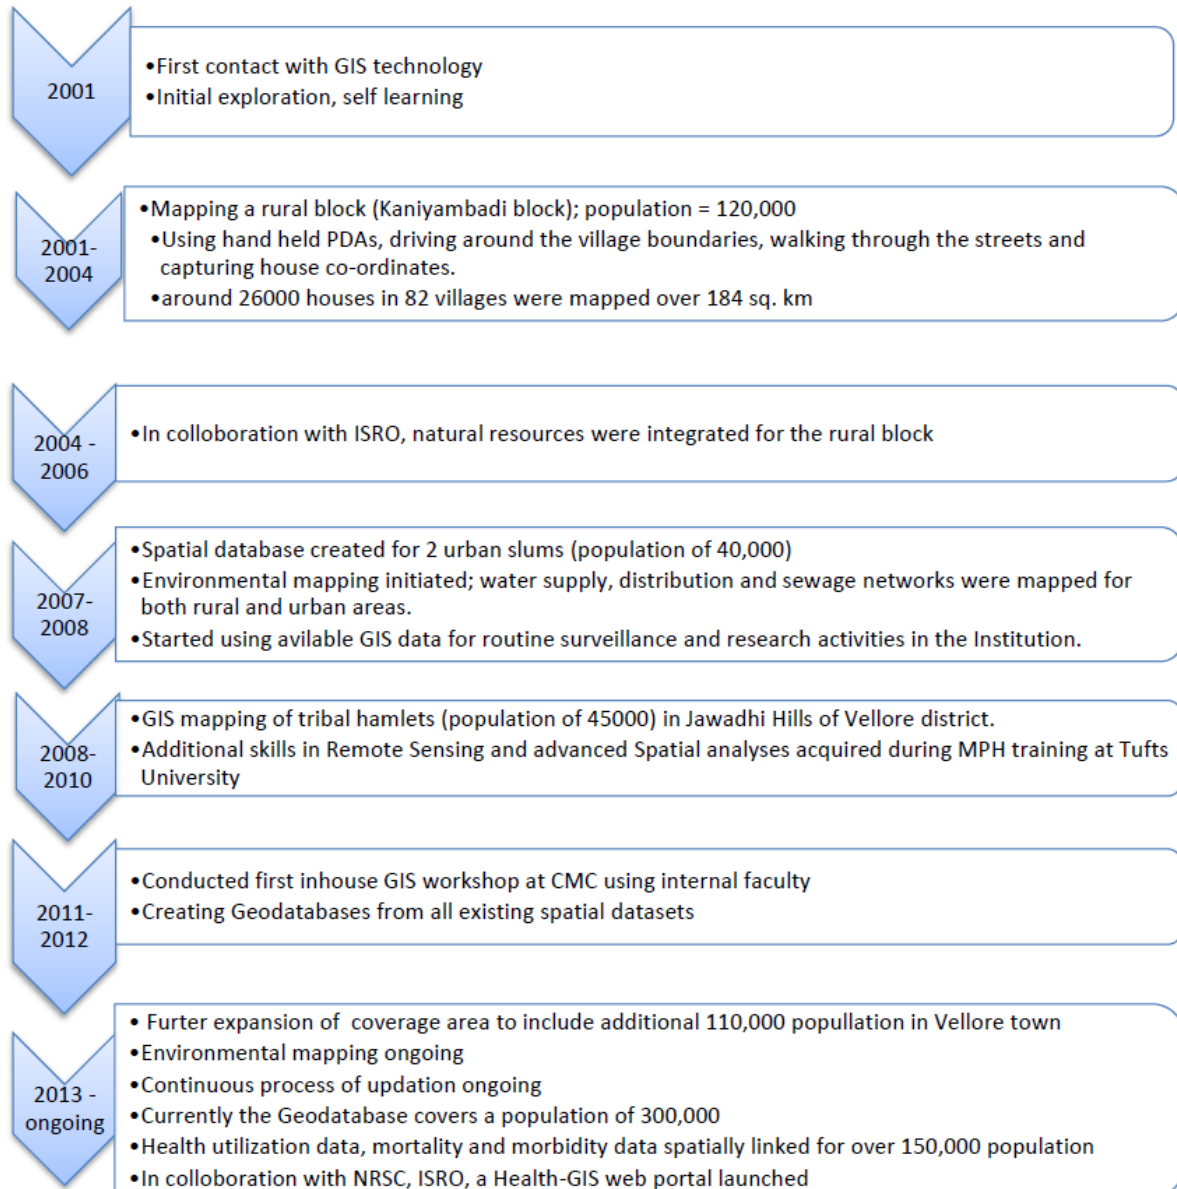 2001
•First contact with GIS technology
•Initial exploration, self learning
2001-
2004
•Mapping a rural block (Kaniyambadi block); population = 120,000
•Using hand held PDAs, driving around the village boundaries, walking through the streets and
capturing house co-ordinates.
•around 26000 houses in 82 villages were mapped over 184 sq. km
2004 -
2006
•In colloboration with ISRO, natural resources were integrated for the rural block
2007-
2008
•Spatial database created for 2 urban slums (population of 40,000)
•Environmental mapping initiated; water supply, distribution and sewage networks were mapped for
both rural and urban areas.
•Started using avilable GIS data for routine surveillance and research activities in the Institution.
2008-
2010
•GIS mapping of tribal hamlets (population of 45000) in Jawadhi Hills of Vellore district.
•Additional skills in Remote Sensing and advanced Spatial analyses acquired during MPH training at Tufts
University
2011-
2012
•Conducted first inhouse GIS workshop at CMC using internal faculty
•Creating Geodatabases from all existing spatial datasets
2013 -
ongoing
• Furter expansion of  coverage area to include additional 110,000 popullation in Vellore town
•Environmental mapping ongoing
•Continuous process of updation ongoing
•Currently the Geodatabase covers a population of 300,000
•Health utilization data, mortality and morbidity data spatially linked for over 150,000 population
•In collaboration with NRSC, ISRO, a Health-GIS web portal launched